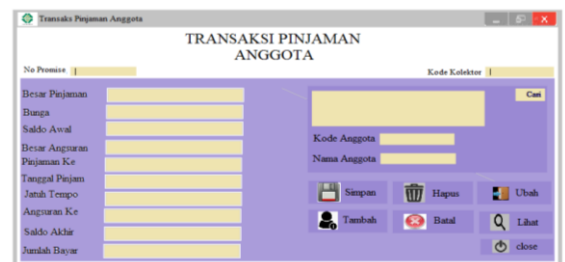 Transaks Pinjaman Anggota
TRANSAKSI PINJAMAN
ANGGOTA
No Promise
Kode Kolektor
Besar Pinjaman
Bunga
Saldo Awal
Besar Angsuran
Pinjaman Ke
Tanggal Pinjam
Jatuh Tempo
Angsuran Ke
Saldo Akhir
Jumlah Bayar
Cari
Kode Anggota
Nama Anggota
Simpan
Hapus
Ubah
Tambah
Batal
Lihat
close